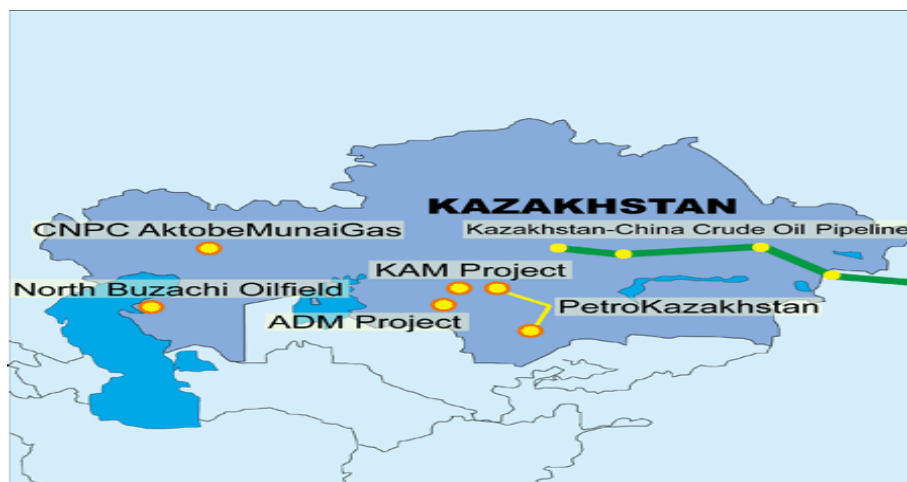 KAZAKHSTAN
CNPC AktobeMunaiGas
Kazakhstan-China Crude Oil Pipeline
KAM Project
North Buzachi Oilfield
PetroKazakhstan
ADM Project